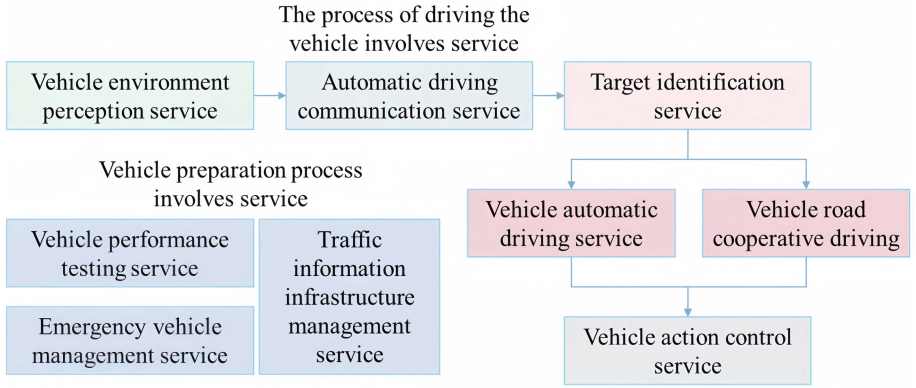 The process of driving the
vehicle involves service
Vehicle environment
perception service
Automatic driving
communication service
Target identification
service
Vehicle preparation process
involves service
Vehicle performance
testing service
Emergency vehicle
management service
Traffic
information
infrastructure
management
service
Vehicle automatic
driving service
Vehicle road
cooperative driving
Vehicle action control
service